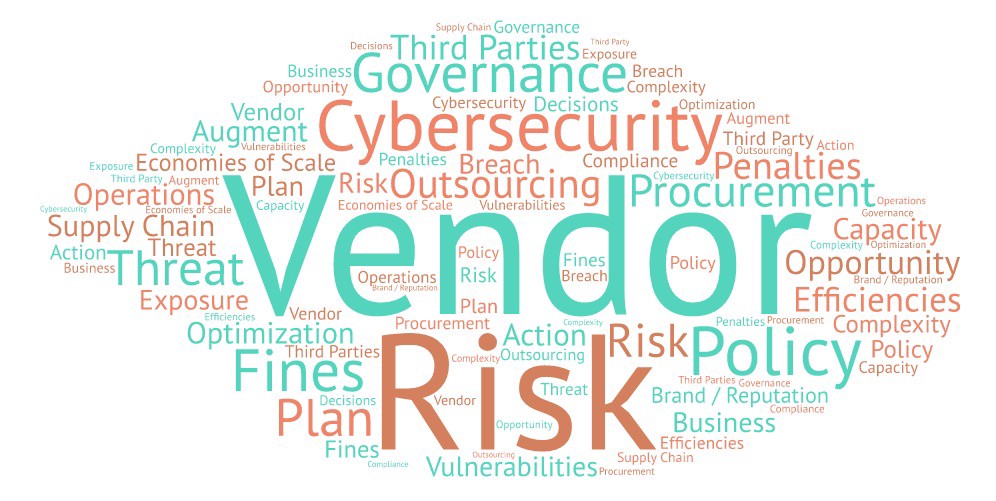 Supply Chain Governance
Decisions Third Parties Third Party
Exposure
Business Governance Breach
Opportunity Complexity
Cybersecurity Decisions Optimization
Vendor Cybersecurity Augment
Augment Third Party Action
Complexity Vulnerabilities Outsourcing
Exposure Economies of Scale Penalties Breach Compliance Penalties
Third Party Augment Plan Risk Outsourcing Cybersecurity Procurement
Operations Capacity Economies of Scale Vulnerabilities Operations
Cybersecurity Economies of Scale Governance
Supply Chain Vendor Capacity
Action Threat Policy Fines Policy Complexity Optimization
Business Threat Operations Risk Breach Opportunity
Brand / Reputation Brand / Reputation
Exposure Plan Efficiencies
Efficiencies Vendor Procurement Complexity Penalties Procurement Complexity
Optimization Action Risk Policy Policy
Third Parties Risk Complexity Outsourcing Capacity
Fines Threat Third Parties Governance
Decisions Vendor Brand / Reputation
Plan Opportunity Business Compliance
Fines Efficiencies
Outsourcing Supply Chain
Compliance Vulnerabilities Procurement